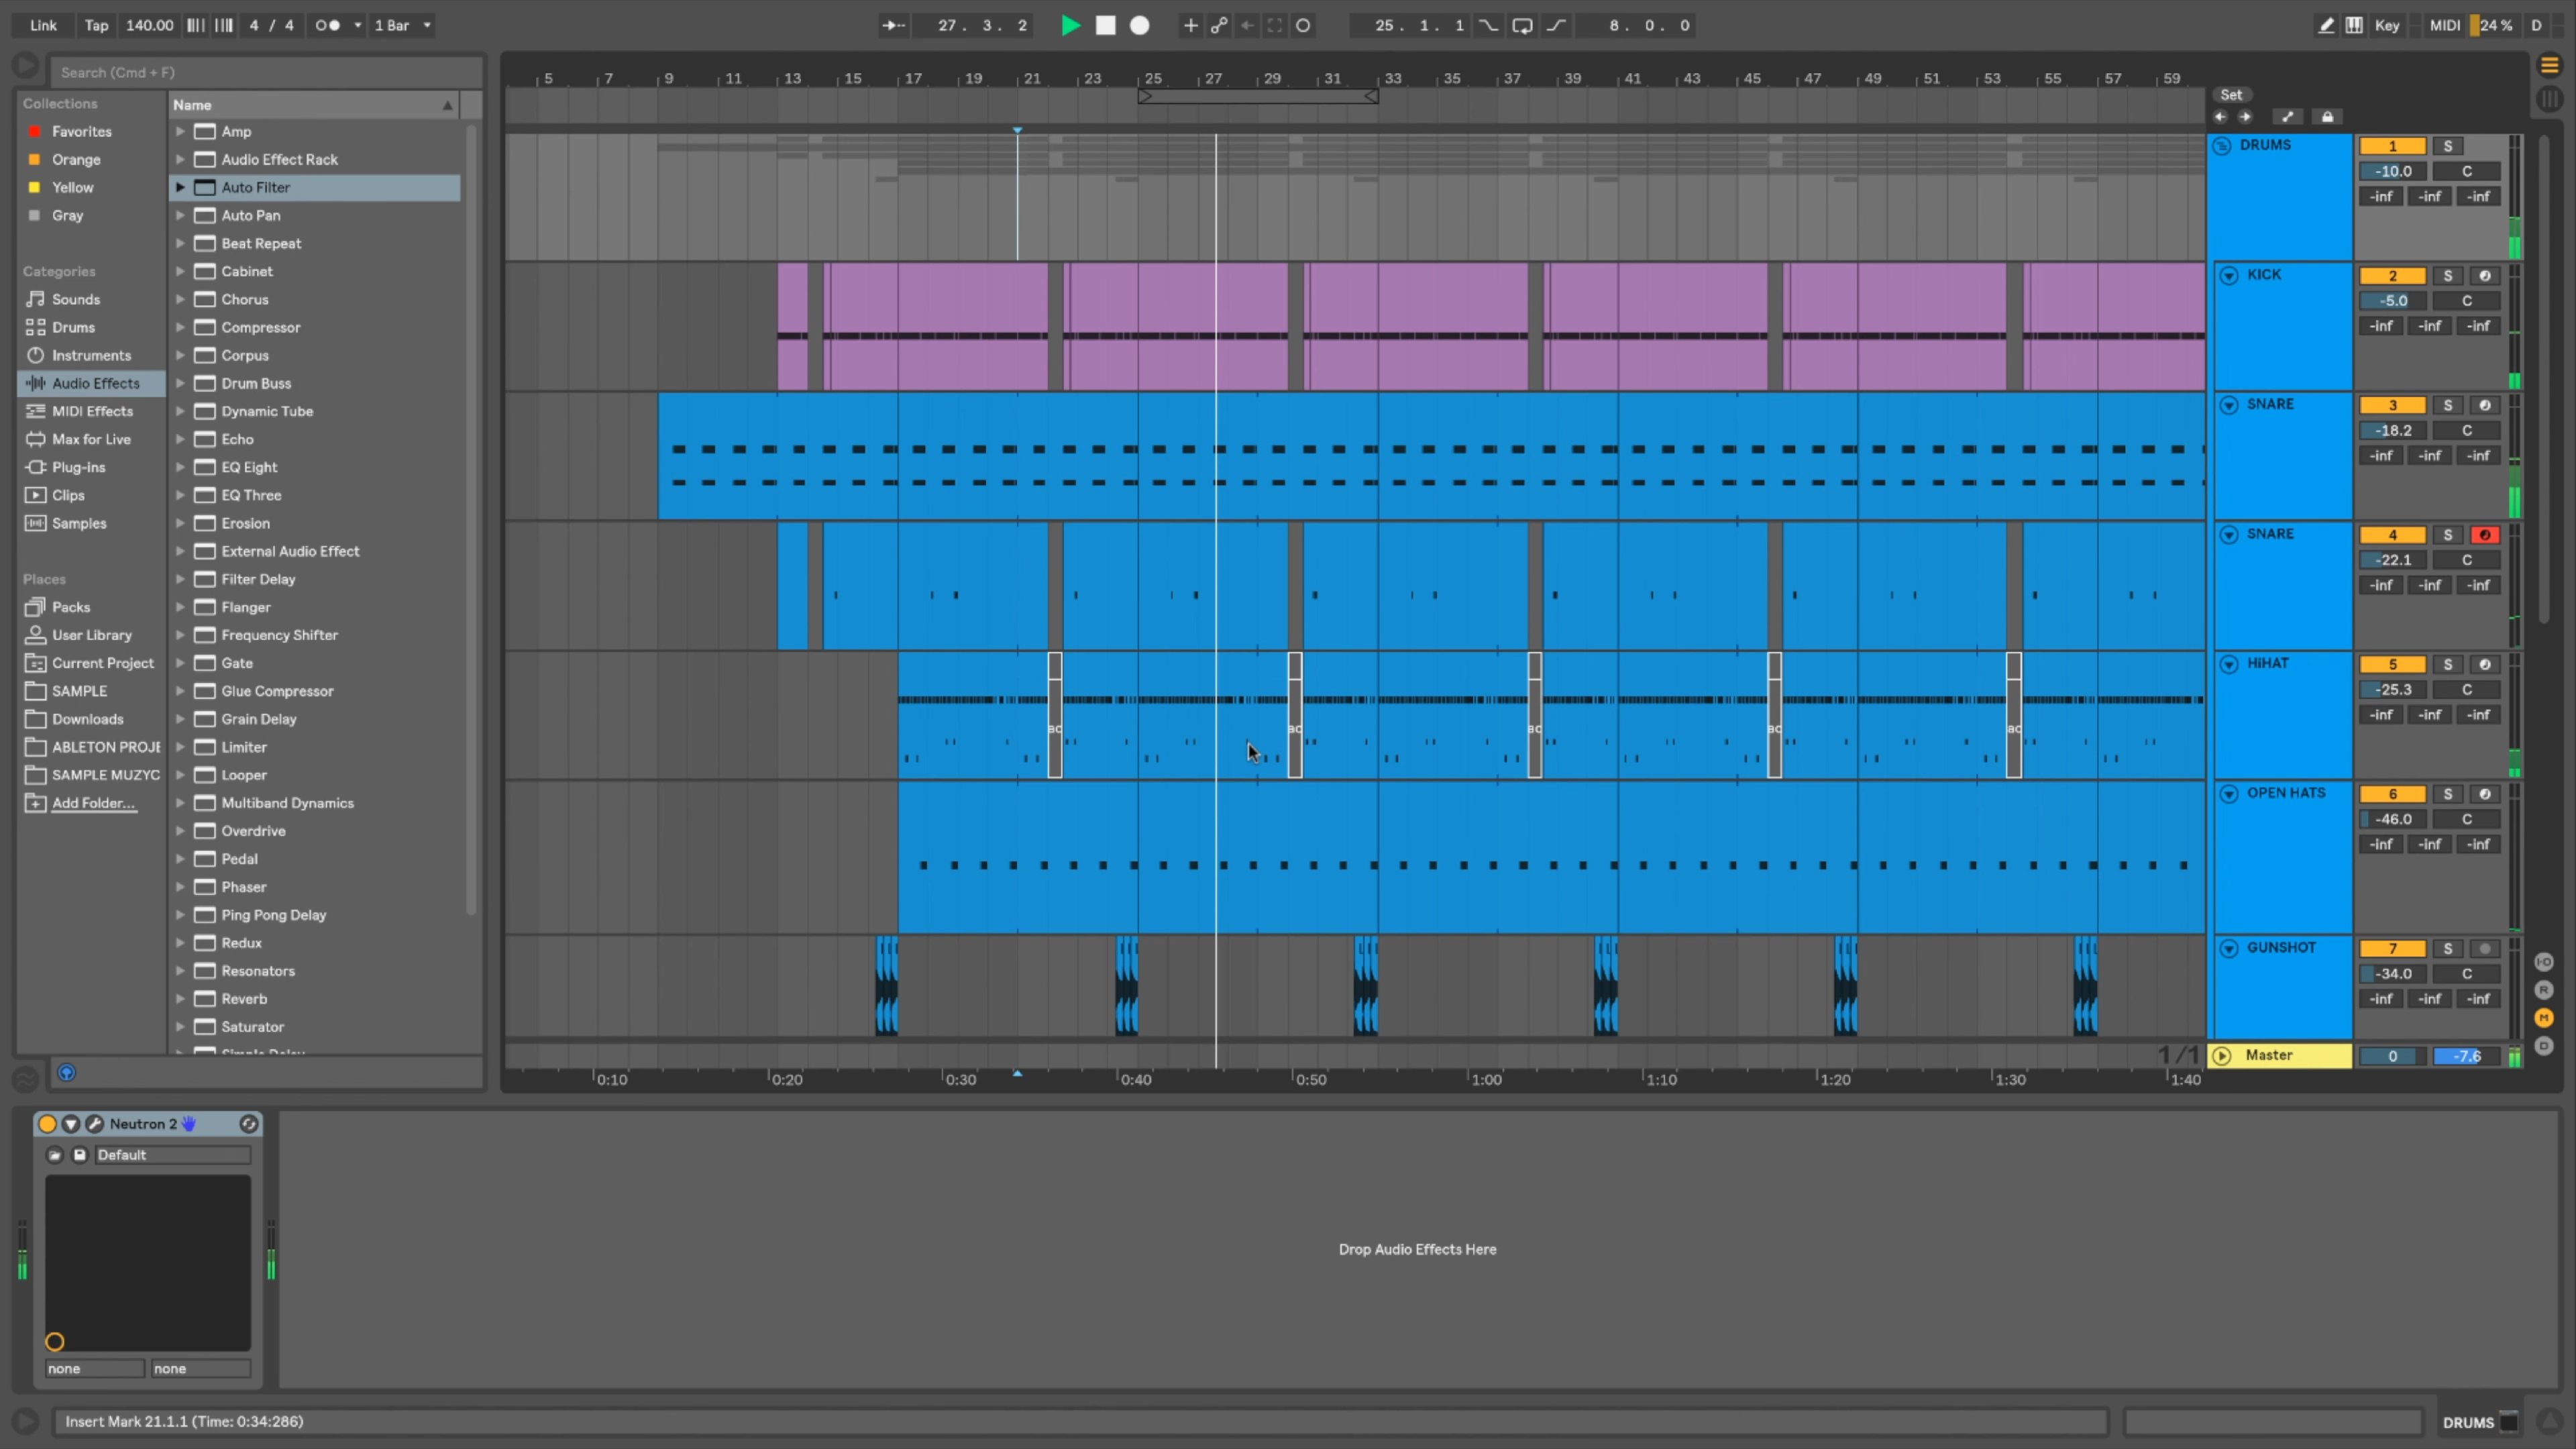 Link Tap 140.00 4 / 4 1 Bar 27. 3. 2 25. 1. 1 8. 0. 0 Key MIDI 24 % D
Search (Cmd + F)
Collections
Favorites
Orange
Yellow
Gray
Categories
Sounds
Drums
Instruments
Audio Effects
MIDI Effects
Max for Live
Plug-ins
Clips
Samples
Places
Packs
User Library
Current Project
SAMPLE
Downloads
ABLETON PROJE
SAMPLE MUZYC
Add Folder...
Name
Amp
Audio Effect Rack
Auto Filter
Auto Pan
Beat Repeat
Cabinet
Chorus
Compressor
Corpus
Drum Buss
Dynamic Tube
Echo
EQ Eight
EQ Three
Erosion
External Audio Effect
Filter Delay
Flanger
Frequency Shifter
Gate
Glue Compressor
Grain Delay
Limiter
Looper
Multiband Dynamics
Overdrive
Pedal
Phaser
Ping Pong Delay
Redux
Resonators
Reverb
Saturator
5 7 9 11 13 15 17 19 21 23 25 27 29 31 33 35 37 39 41 43 45 47 49 51 53 55 57 59
Set
DRUMS 1 S
-10.0 C
-inf -inf -inf
KICK 2 S
-5.0 C
-inf -inf -inf
SNARE 3 S
-18.2 C
-inf -inf -inf
SNARE 4 S
-22.1 C
-inf -inf -inf
HiHAT 5 S
-25.3 C
-inf -inf -inf
OPEN HATS 6 S
-46.0 C
-inf -inf -inf
GUNSHOT 7 S
-34.0 C
-inf -inf -inf
I·O
R
M
D
1/1 Master 0 -7.6
0:10 0:20 0:30 0:40 0:50 1:00 1:10 1:20 1:30 1:40
Neutron 2
Default
none none
Drop Audio Effects Here
Insert Mark 21.1.1 (Time: 0:34:286)
DRUMS